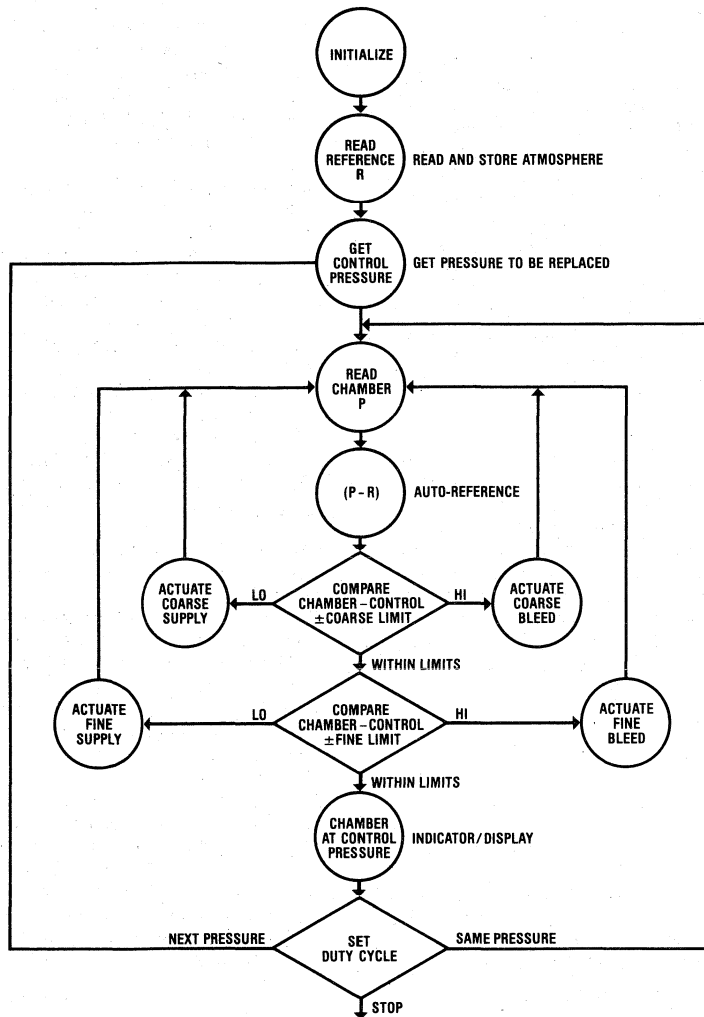 INITIALIZE
READ
REFERENCE
R
READ AND STORE ATMOSPHERE
GET
CONTROL
PRESSURE
GET PRESSURE TO BE REPLACED
READ
CHAMBER
P
(P – R)
AUTO-REFERENCE
ACTUATE
COARSE
SUPPLY
LO
COMPARE
CHAMBER – CONTROL
±COARSE LIMIT
HI
ACTUATE
COARSE
BLEED
WITHIN LIMITS
ACTUATE
FINE
SUPPLY
LO
COMPARE
CHAMBER – CONTROL
±FINE LIMIT
HI
ACTUATE
FINE
BLEED
WITHIN LIMITS
CHAMBER
AT CONTROL
PRESSURE
INDICATOR/DISPLAY
NEXT PRESSURE
SET
DUTY CYCLE
SAME PRESSURE
STOP